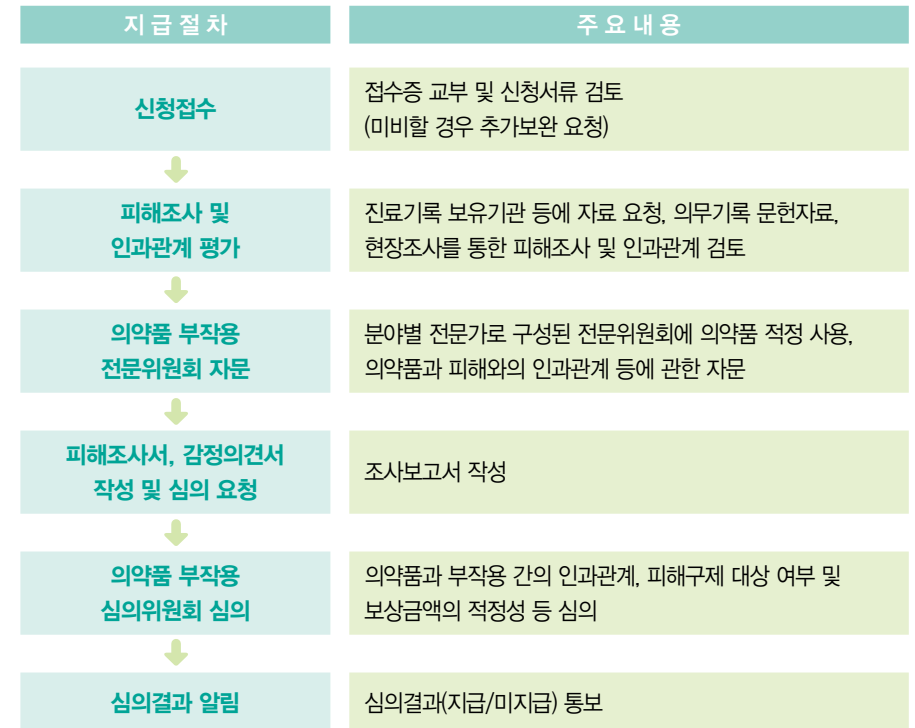 지급절차
주요내용
신청접수
접수증 교부 및 신청서류 검토
(미비할 경우 추가보완 요청)
피해조사 및
인과관계 평가
진료기록 보유기관 등에 자료 요청, 의무기록 문헌자료,
현장조사를 통한 피해조사 및 인과관계 검토
의약품 부작용
전문위원회 자문
분야별 전문가로 구성된 전문위원회에 의약품 적정 사용,
의약품과 피해와의 인과관계 등에 관한 자문
피해조사서, 감정의견서
작성 및 심의 요청
조사보고서 작성
의약품 부작용
심의위원회 심의
의약품과 부작용 간의 인과관계, 피해구제 대상 여부 및
보상금액의 적정성 등 심의
심의결과 알림
심의결과(지급/미지급) 통보